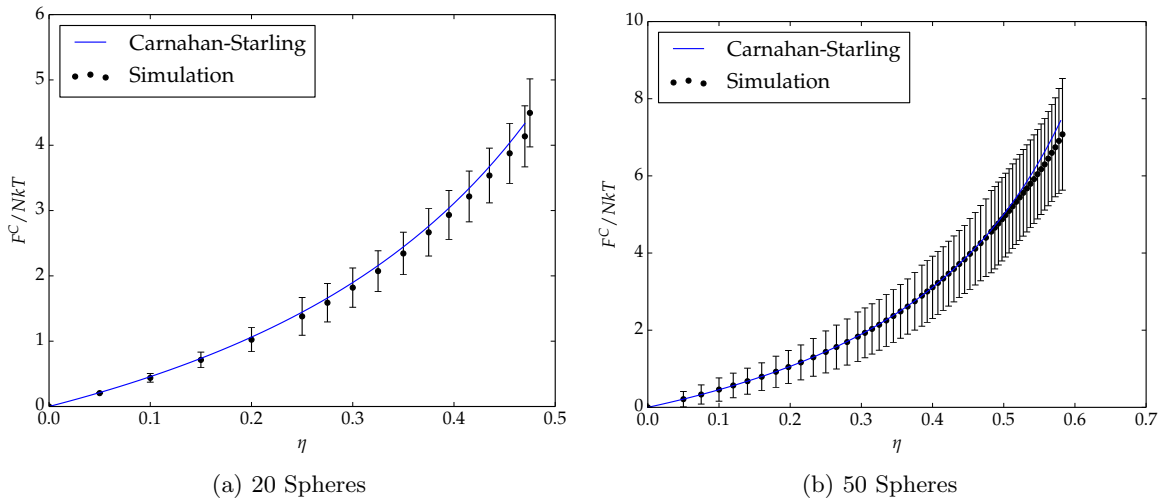 6
5
4
3
2
1
0
0.0
0.1
0.2
0.3
0.4
0.5
F^C/NkT
η
Carnahan-Starling
Simulation
(a) 20 Spheres
10
8
6
4
2
0
0.0
0.1
0.2
0.3
0.4
0.5
0.6
0.7
F^C/NkT
η
Carnahan-Starling
Simulation
(b) 50 Spheres